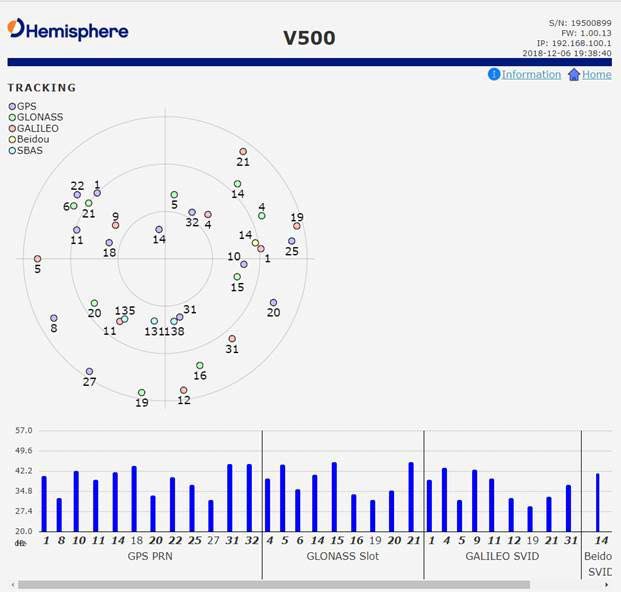 Hemisphere
V500
S/N: 19500899
FW: 1.00.13
IP: 192.168.100.1
2018-12-06 19:38:40
Information Home
TRACKING
GPS
GLONASS
GALILEO
Beidou
SBAS
21
22 1
14
6 21
5
4
9
32 4
19
11
14
14
25
18
10
1
5
15
20
135
31
20
8
11
131 138
31
16
27
19
12
57.0
49.6
42.2
34.8
27.4
20.0
1 8 10 11 14 18 20 22 25 27 31 32 4 5 6 14 15 16 19 20 21 1 4 5 9 11 12 19 21 31 14
GPS PRN GLONASS Slot GALILEO SVID Beido
SVID